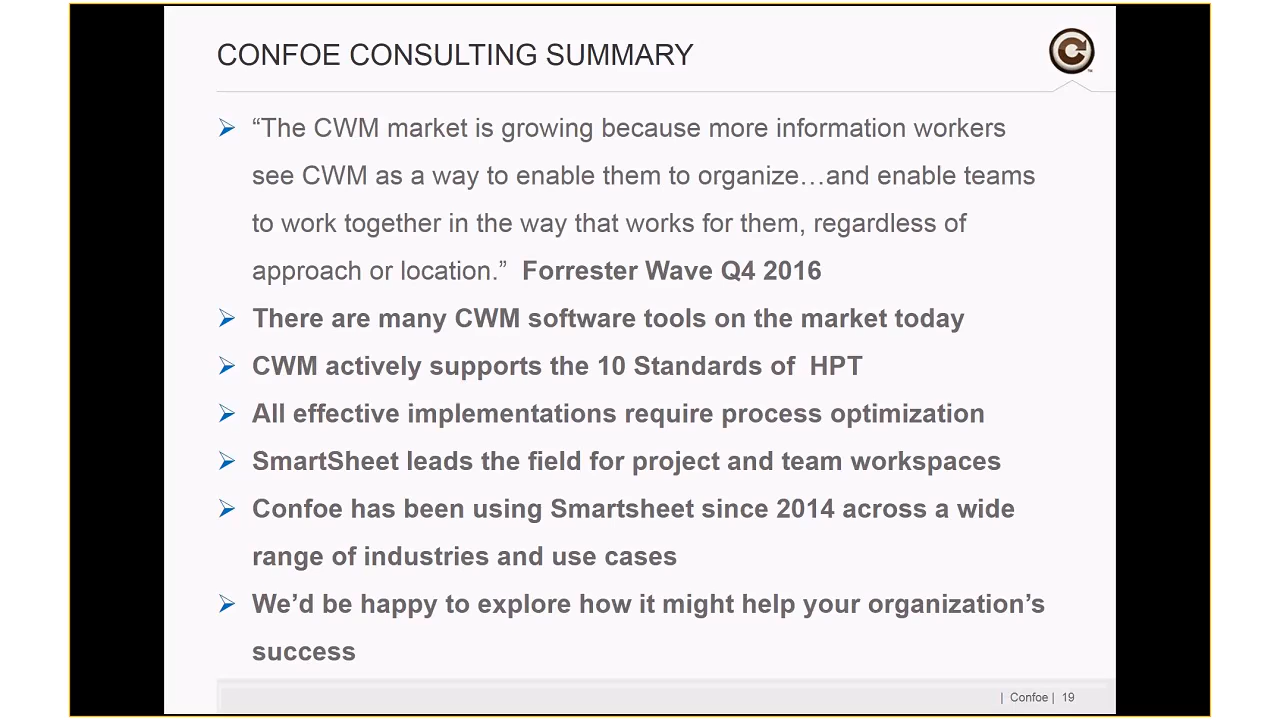 CONFOE CONSULTING SUMMARY
C
“The CWM market is growing because more information workers
see CWM as a way to enable them to organize…and enable teams
to work together in the way that works for them, regardless of
approach or location.” Forrester Wave Q4 2016
There are many CWM software tools on the market today
CWM actively supports the 10 Standards of HPT
All effective implementations require process optimization
SmartSheet leads the field for project and team workspaces
Confoe has been using Smartsheet since 2014 across a wide
range of industries and use cases
We’d be happy to explore how it might help your organization’s
success
| Confoe | 19